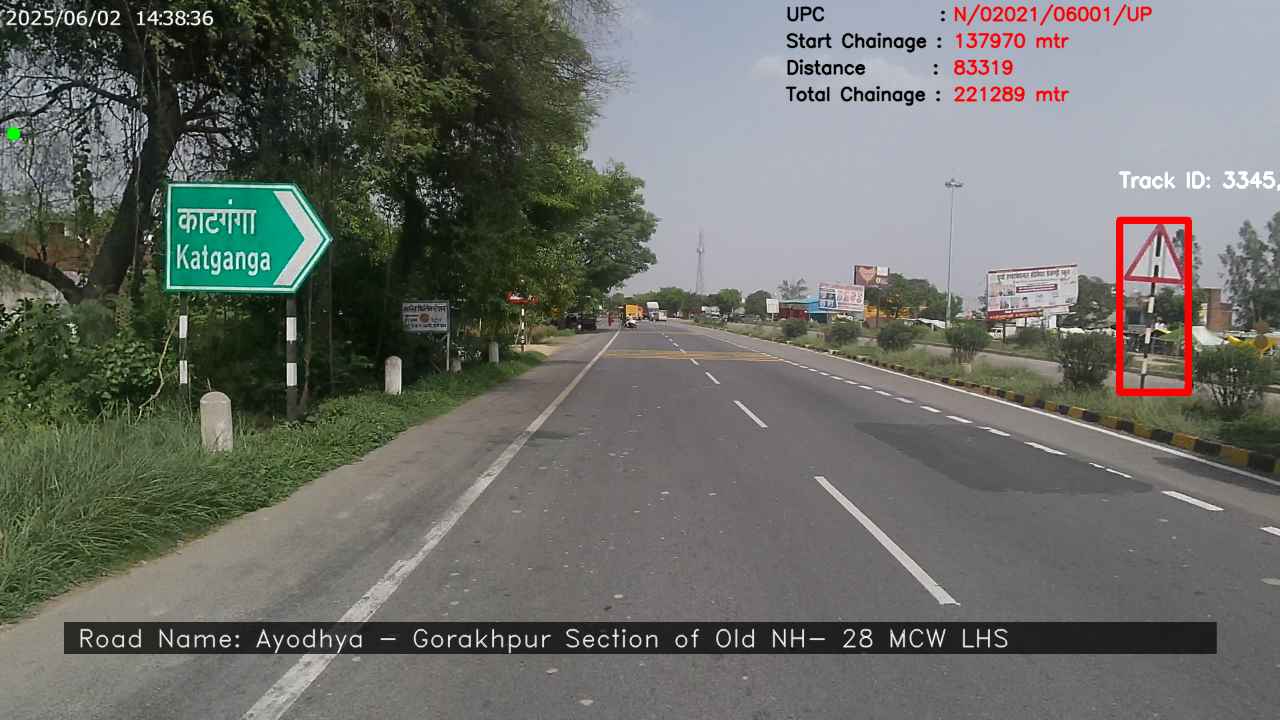 2025/06/02 14:38:36
UPC : N/02021/06001/UP
Start Chainage : 137970 mtr
Distance : 83319
Total Chainage : 221289 mtr
Track ID: 3345,
काटगंगा
Katganga
Road Name: Ayodhya - Gorakhpur Section of Old NH- 28 MCW LHS